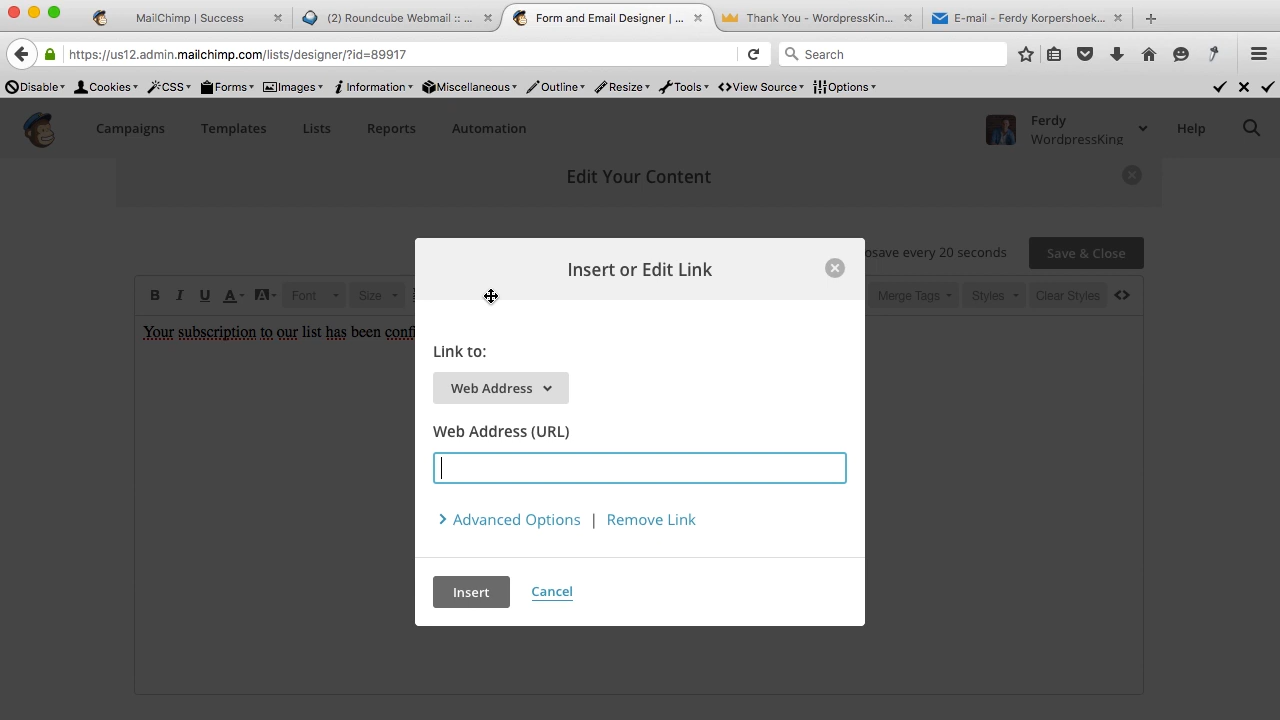 MailChimp | Success
(2) Roundcube Webmail :: ...
Form and Email Designer | ...
Thank You - WordpressKin...
E-mail - Ferdy Korpershoek...
https://us12.admin.mailchimp.com/lists/designer/?id=89917
Search
Disable
Cookies
CSS
Forms
Images
Information
Miscellaneous
Outline
Resize
Tools
View Source
Options
Campaigns
Templates
Lists
Reports
Automation
Ferdy
WordpressKing
Help
Edit Your Content
osave every 20 seconds
Save & Close
B I U A A Font Size
Merge Tags
Styles
Clear Styles
Your subscription to our list has been confi
Insert or Edit Link
Link to:
Web Address
Web Address (URL)
Advanced Options | Remove Link
Insert
Cancel